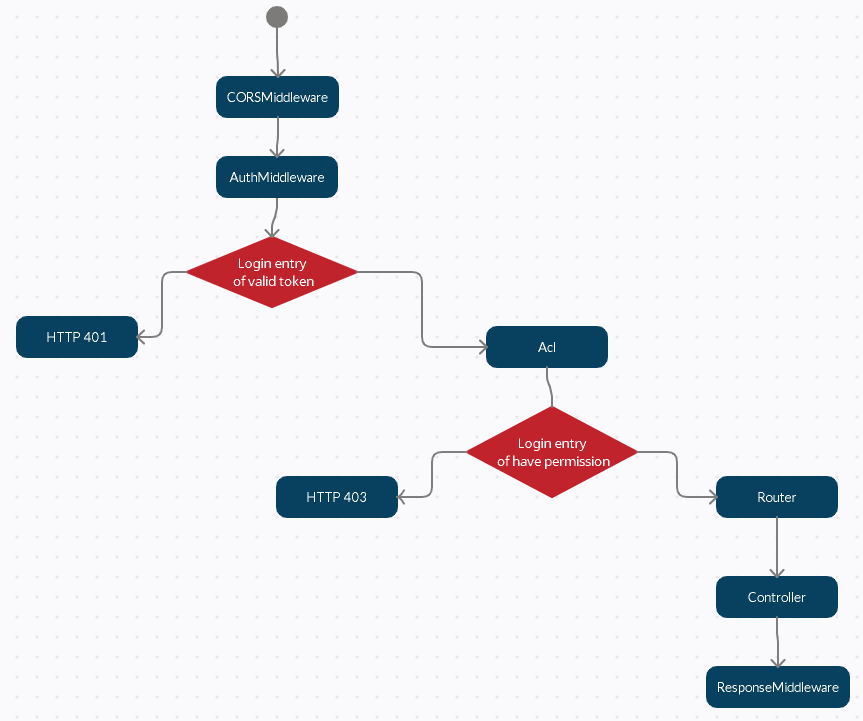 CORSMiddleware
AuthMiddleware
Login entry
of valid token
HTTP 401
Acl
Login entry
of have permission
HTTP 403
Router
Controller
ResponseMiddleware